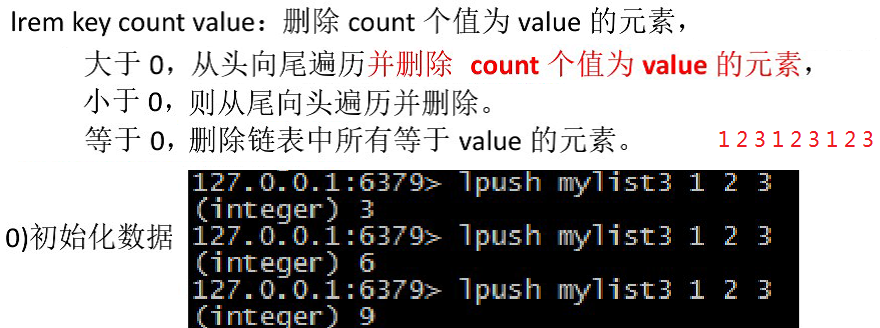 lrem key count value：删除 count 个值为 value 的元素，
大于 0，从头向尾遍历并删除 count 个值为 value 的元素，
小于 0，则从尾向头遍历并删除。
等于 0，删除链表中所有等于 value 的元素。 1 2 3 1 2 3 1 2 3
0)初始化数据
127.0.0.1:6379> lpush mylist3 1 2 3
(integer) 3
127.0.0.1:6379> lpush mylist3 1 2 3
(integer) 6
127.0.0.1:6379> lpush mylist3 1 2 3
(integer) 9